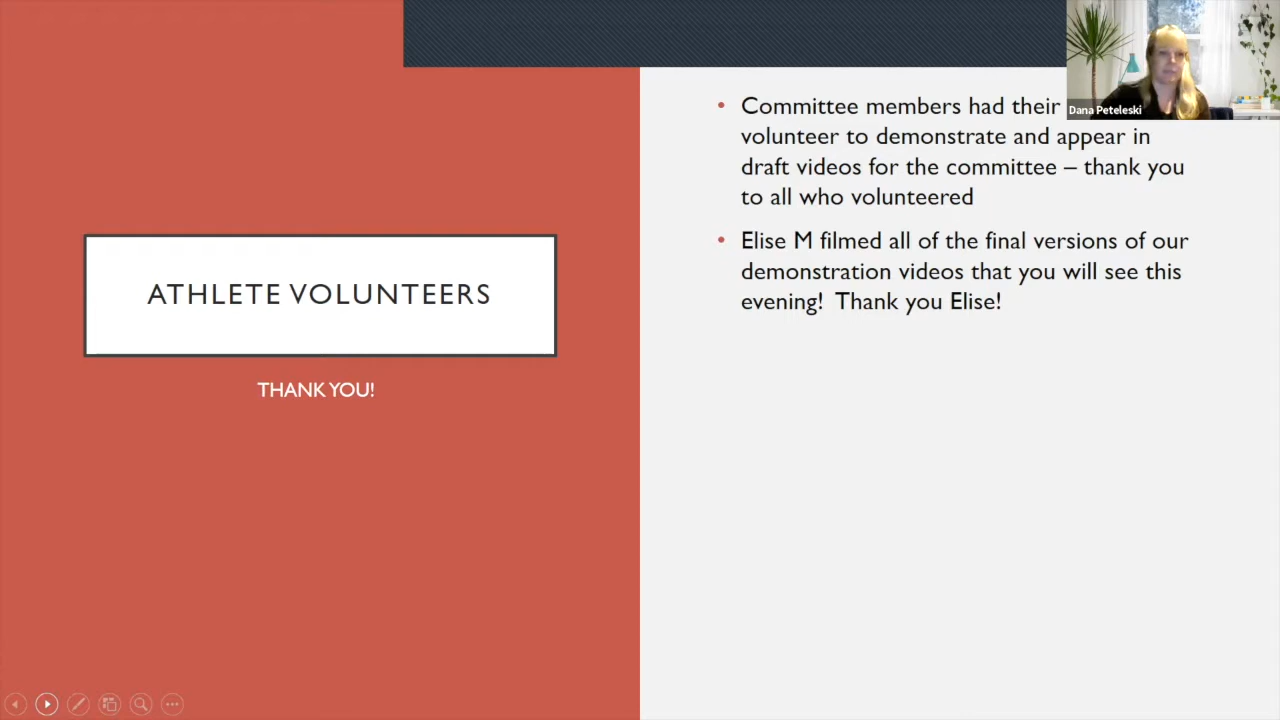 Committee members had their
volunteer to demonstrate and appear in
draft videos for the committee – thank you
to all who volunteered
Elise M filmed all of the final versions of our
demonstration videos that you will see this
evening! Thank you Elise!
ATHLETE VOLUNTEERS
THANK YOU!
Dana Peteleski